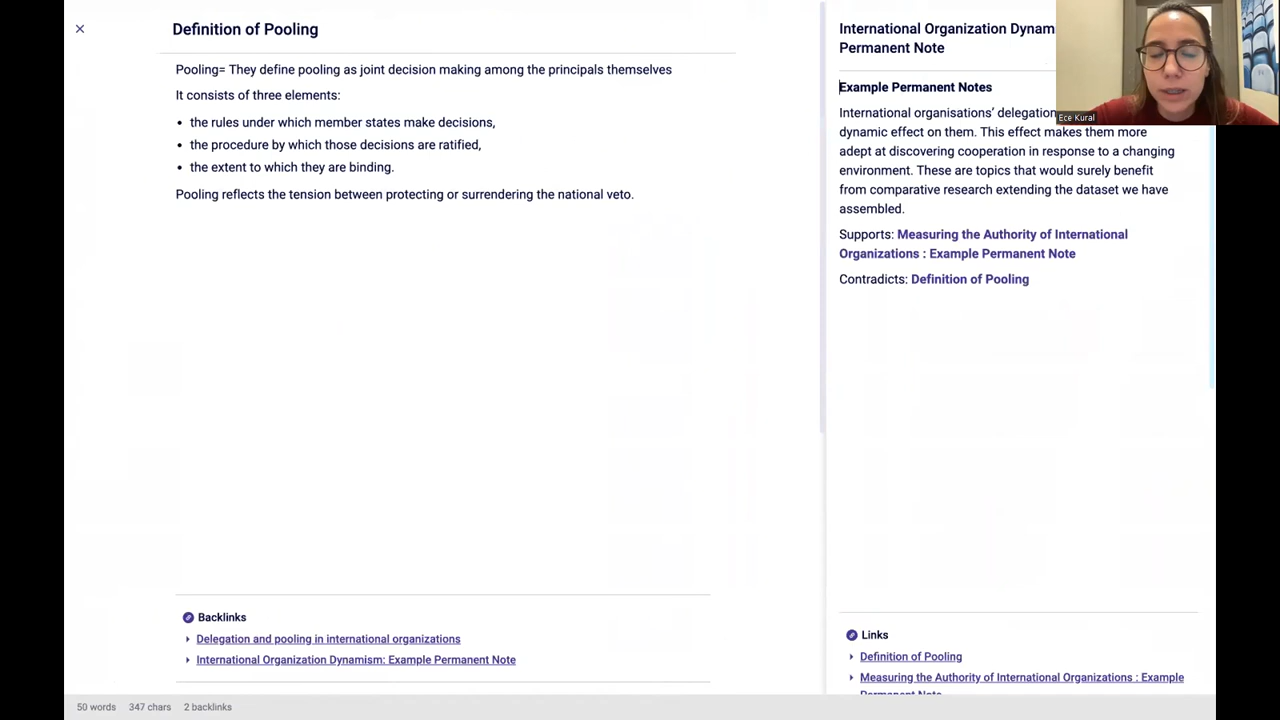 Definition of Pooling
Pooling= They define pooling as joint decision making among the principals themselves
It consists of three elements:
• the rules under which member states make decisions,
• the procedure by which those decisions are ratified,
• the extent to which they are binding.
Pooling reflects the tension between protecting or surrendering the national veto.
Backlinks
Delegation and pooling in international organizations
International Organization Dynamism: Example Permanent Note
50 words 347 chars 2 backlinks
International Organization
Permanent Note
Example Permanent Notes
International organisations’
dynamic effect on them. This effect makes them more
adept at discovering cooperation in response to a changing
environment. These are topics that would surely benefit
from comparative research extending the dataset we have
assembled.
Supports: Measuring the Authority of International
Organizations : Example Permanent Note
Contradicts: Definition of Pooling
Links
Definition of Pooling
Measuring the Authority of International Organizations : Example
Permanent Note
Ece Kural